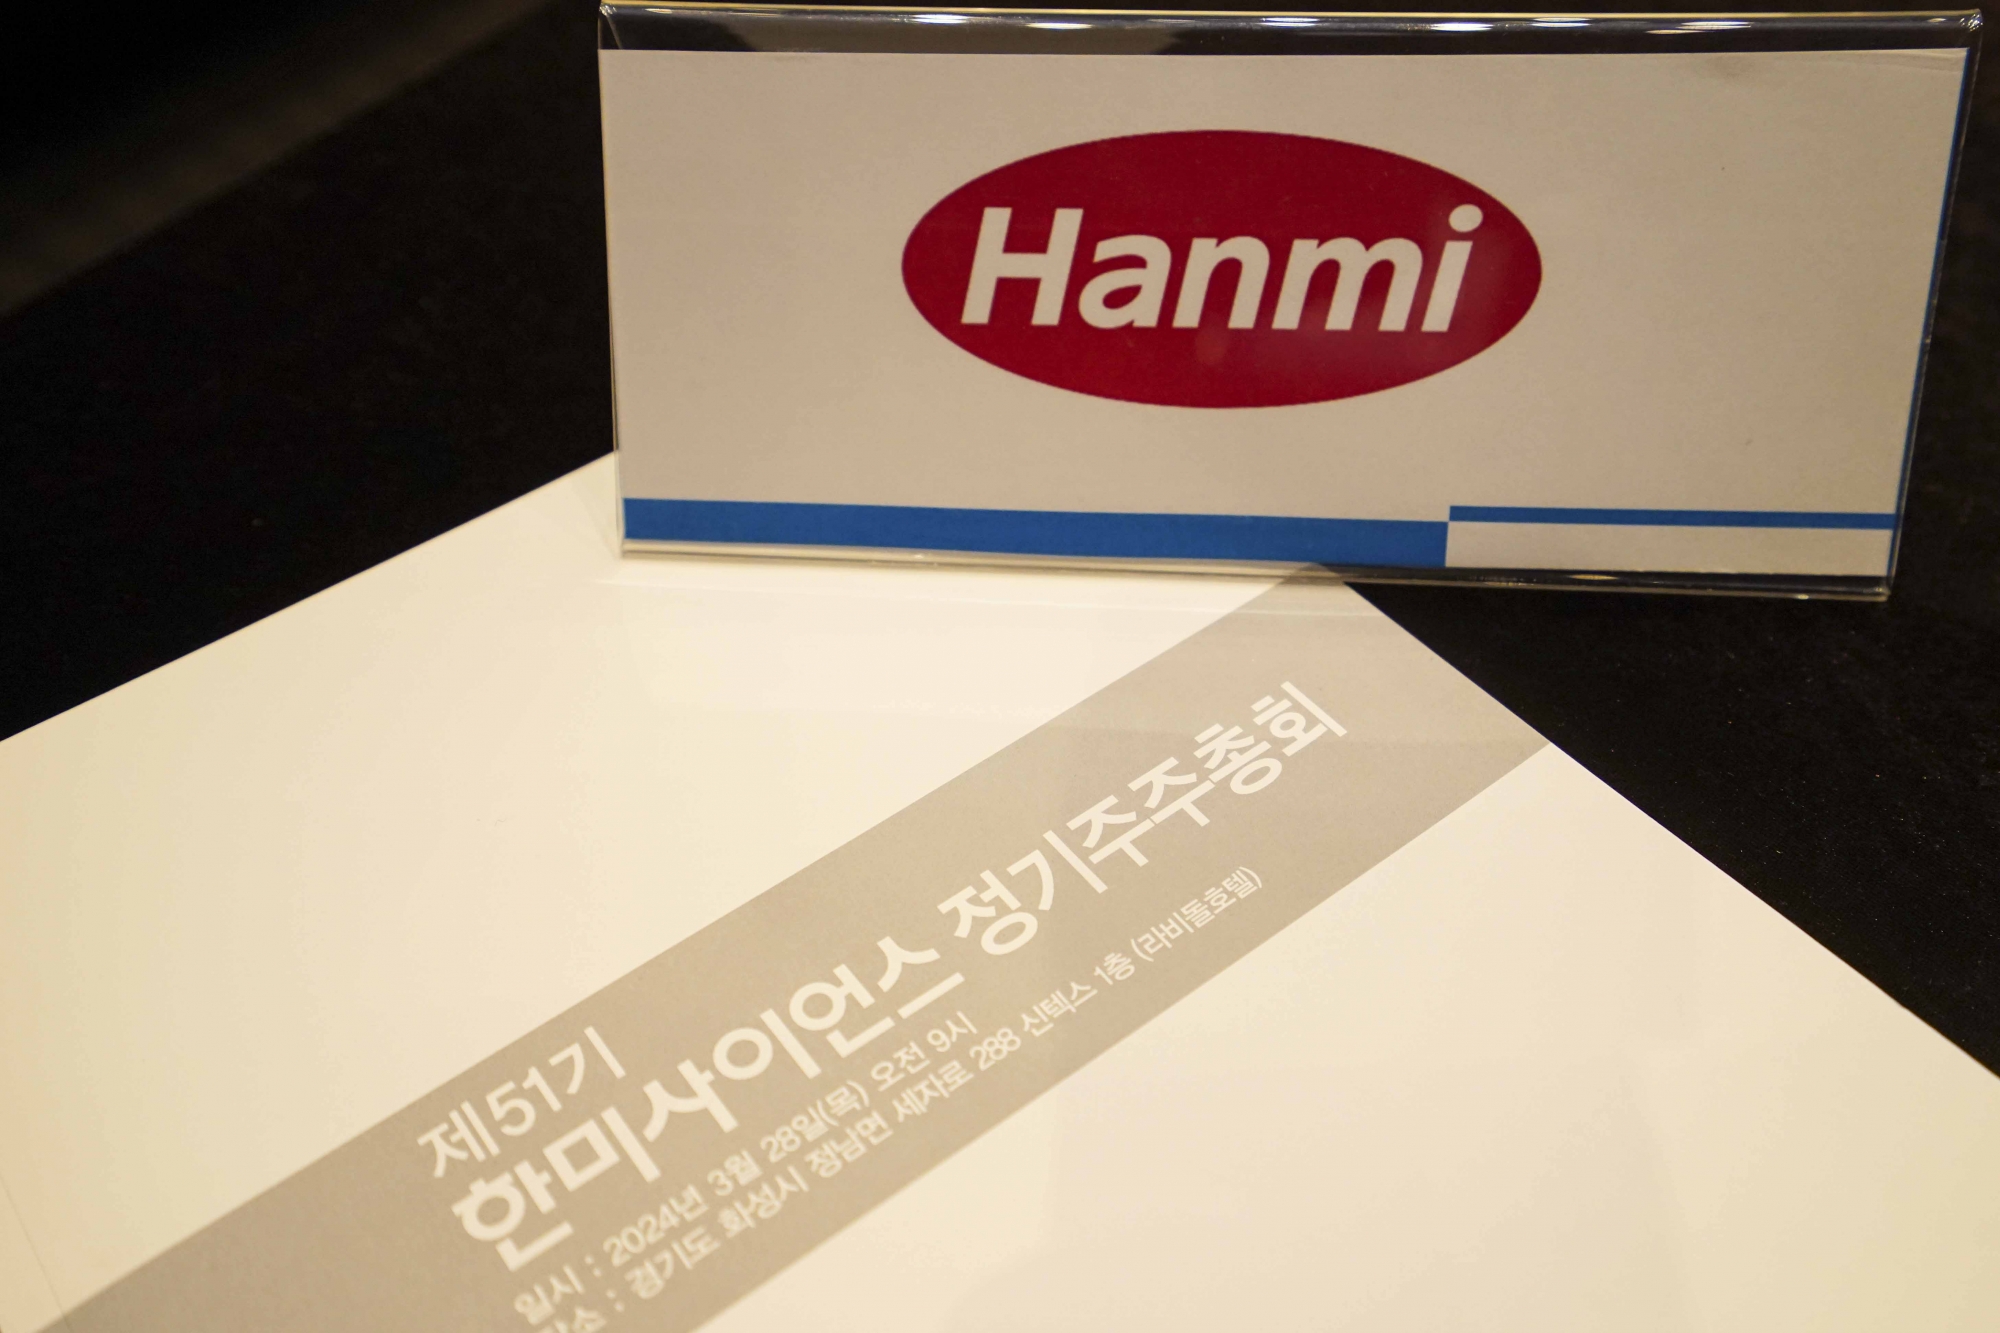 Hanmi
제51기
한미사이언스 정기주주총회
일시 : 2024년 3월 28일(목) 오전 9시
장소 : 경기도 화성시 정남면 세자로 288 신텍스 1층 (라비돌호텔)